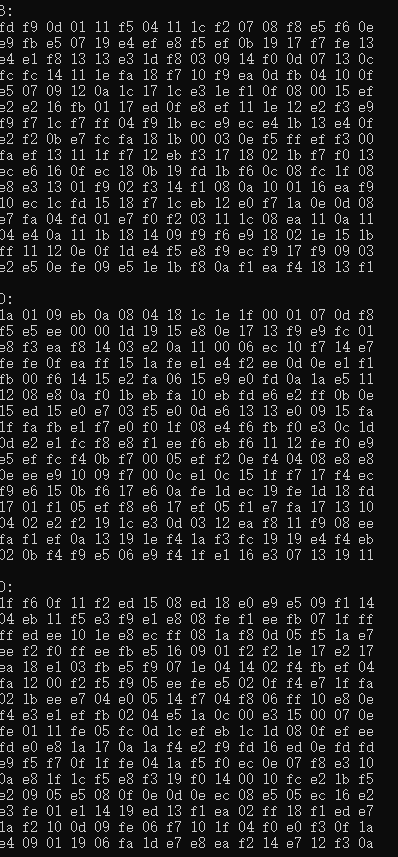 3:
fd f9 0d 01 11 f5 04 11 1c f2 07 08 f8 e5 f6 0e
e9 fb e5 07 19 e4 ef e8 f5 ef 0b 19 17 f7 fe 13
e4 e1 f8 13 13 e3 1d f8 03 09 14 f0 0d 07 13 0c
fc fc 14 11 1e fa 18 f7 10 f9 ea 0d fb 04 10 0f
e5 07 09 12 0a 1c 17 1c e3 1e f1 0f 08 00 15 ef
e2 e2 16 fb 01 17 ed 0f e8 ef 11 1e 12 e2 f3 e9
f9 f7 1c f7 ff 04 f9 1b ec e9 ec e4 1b 13 e4 0f
e2 f2 0b e7 fc fa 18 1b 00 03 0e f5 ff ef f3 00
fa ef 13 11 1f f7 12 eb f3 17 18 02 1b f7 f0 13
ec e6 16 0f ec 18 0b 19 fd 1b f6 0c 08 fc 1f 08
e8 e3 13 01 f9 02 f3 14 f1 08 0a 10 01 16 ea f9
10 ec 1c fd 15 18 f7 1c eb 12 e0 f7 1a 0e 0d 08
e7 fa 04 fd 01 e7 f0 f2 03 11 1c 08 ea 11 0a 11
04 e4 0a 11 1b 18 14 09 f9 f6 e9 18 02 1e 15 1b
ff 11 12 0e 0f 1d e4 f5 e8 f9 ec f9 17 f9 09 03
e2 e5 0e fe 09 e5 1e 1b f8 0a f1 ea f4 18 13 f1

0:
1a 01 09 eb 0a 08 04 18 1c 1e 1f 00 01 07 0d f8
f5 e5 ee 00 00 1d 19 15 e8 0e 17 13 f9 e9 fc 01
e8 f3 ea f8 14 03 e2 0a 11 00 06 ec 10 f7 14 e7
fe fe 0f ea ff 15 1a fe e1 e4 f2 ee 0d 0e e1 f1
fb 00 f6 14 15 e2 fa 06 15 e9 e0 fd 0a 1a e5 11
12 08 e8 0a f0 1b eb fa 10 eb fd e6 e2 ff 0b 0e
15 ed 15 e0 e7 03 f5 e0 0d e6 13 13 e0 09 15 fa
1f fa fb e1 f7 e0 f0 1f 08 e4 f6 fb f0 e3 0c 1d
0d e2 e1 fc f8 e8 f1 ee f6 eb f6 11 12 fe f0 e9
e5 ef fc f4 0b f7 00 05 ef f2 0e f4 04 08 e8 e8
0e ee e9 10 09 f7 00 0c e1 0c 15 1f f7 17 f4 ec
f9 e6 15 0b f6 17 e6 0a fe 1d ec 19 fe 1d 18 fd
17 01 f1 05 ef f8 e6 17 ef 05 f1 e7 fa 17 13 10
04 02 e2 f2 19 1c e3 0d 03 12 ea f8 11 f9 08 ee
fa f1 ef 0a 13 19 1e f4 1a f3 fc 19 19 e4 f4 eb
02 0b f4 f9 e5 06 e9 f4 1f e1 16 e3 07 13 19 11

0:
1f f6 0f 11 f2 ed 15 08 ed 18 e0 e9 e5 09 f1 14
04 eb 11 f5 e3 f9 e1 e8 08 fe f1 ee fb 07 1f ff
ff ed ee 10 1e e8 ec ff 08 1a f8 0d 05 f5 1a e7
ee f2 f0 ff ee fb e5 16 09 01 f2 f2 1e 17 e2 17
ea 18 e1 03 fb e5 f9 07 1e 04 14 02 f4 fb ef 04
fa 12 00 f2 f5 f9 05 ee fe e5 02 0f f4 e7 1f fa
02 1b ee e7 04 e0 05 14 f7 04 f8 06 ff 10 e8 0e
f4 e3 e1 ef fb 02 04 e5 1a 0c 00 e3 15 00 07 0e
fe 01 11 fe 05 fc 0d 1c ef eb 1c 1d 08 0f ef ee
fd e0 e8 1a 17 0a 1a f4 e2 f9 fd 16 ed 0e fd fd
e9 f5 f7 0f 1f fe 04 1a f5 f0 ec 0e 07 f8 e3 10
0a e8 1f 1c f5 e8 f3 19 f0 14 00 10 fc e2 1b f5
e2 09 05 e5 08 0f 0e 0d 0e ec 08 e5 05 ec 16 e2
e3 fe 01 e1 14 19 ed 13 f1 ea 02 ff 18 f1 ed e7
1a f2 10 0d 09 fe 06 f7 10 1f 04 f0 e0 f3 0f 1a
e4 09 01 19 06 fa 1d e7 e8 ea f2 14 e7 12 f3 0a